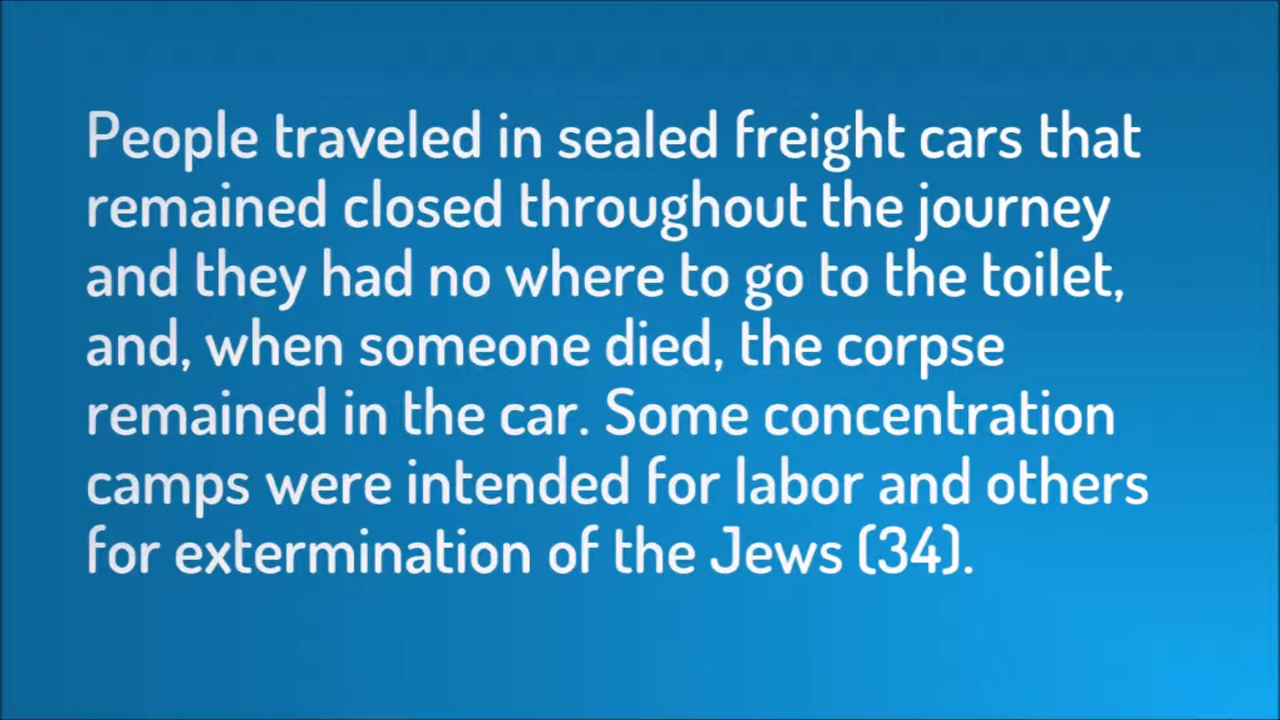 People traveled in sealed freight cars that
remained closed throughout the journey
and they had no where to go to the toilet,
and, when someone died, the corpse
remained in the car. Some concentration
camps were intended for labor and others
for extermination of the Jews (34).